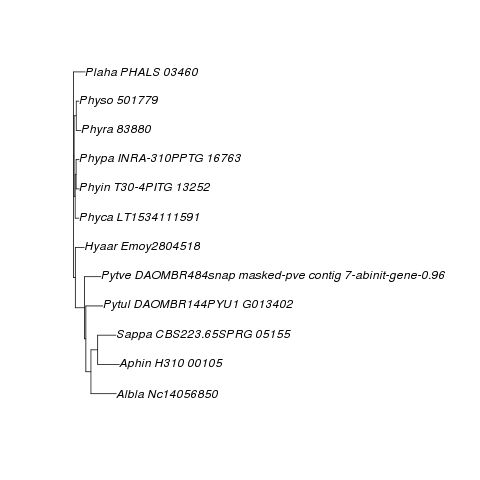 Plaha PHALS 03460
Physo 501779
Phyra 83880
Phypa INRA-310PPTG 16763
Phyin T30-4PITG 13252
Phyca LT1534111591
Hyaar Emoy2804518
Pytve DAOMBR484snap masked-pve contig 7-abinit-gene-0.96
Pytul DAOMBR144PYU1 G013402
Sappa CBS223.65SPRG 05155
Aphin H310 00105
Albla Nc14056850